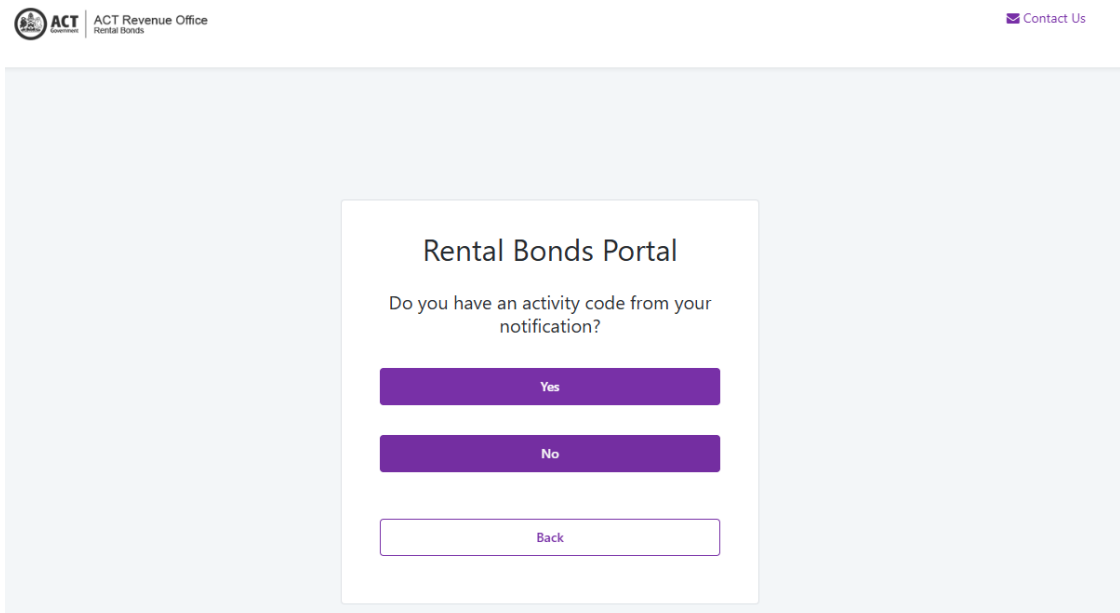 ACT
Government
ACT Revenue Office
Rental Bonds
Contact Us
Rental Bonds Portal
Do you have an activity code from your
notification?
Yes
No
Back